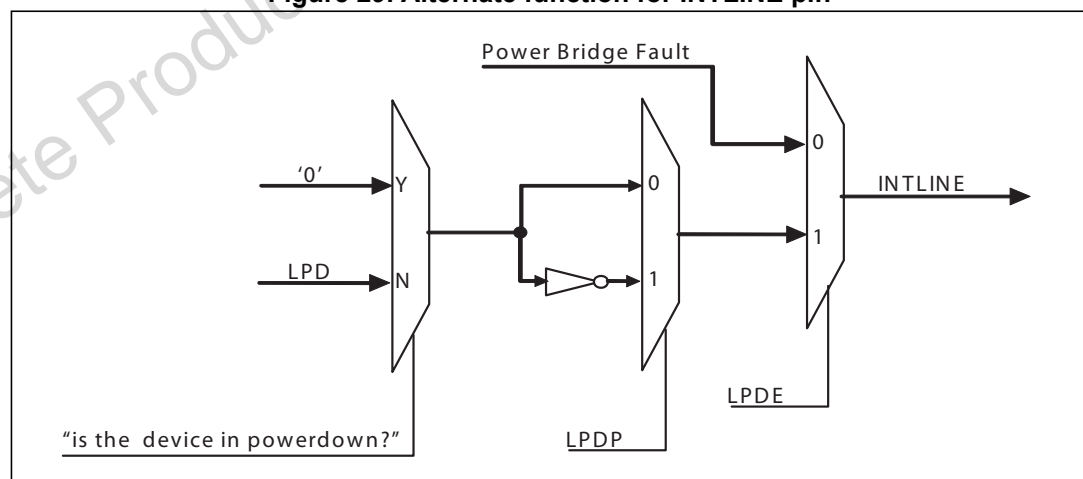 Power Bridge Fault
'0'
Y
0
0
INTLINE
1
LPD
N
1
LPDE
"is the device in powerdown?"
LPDP